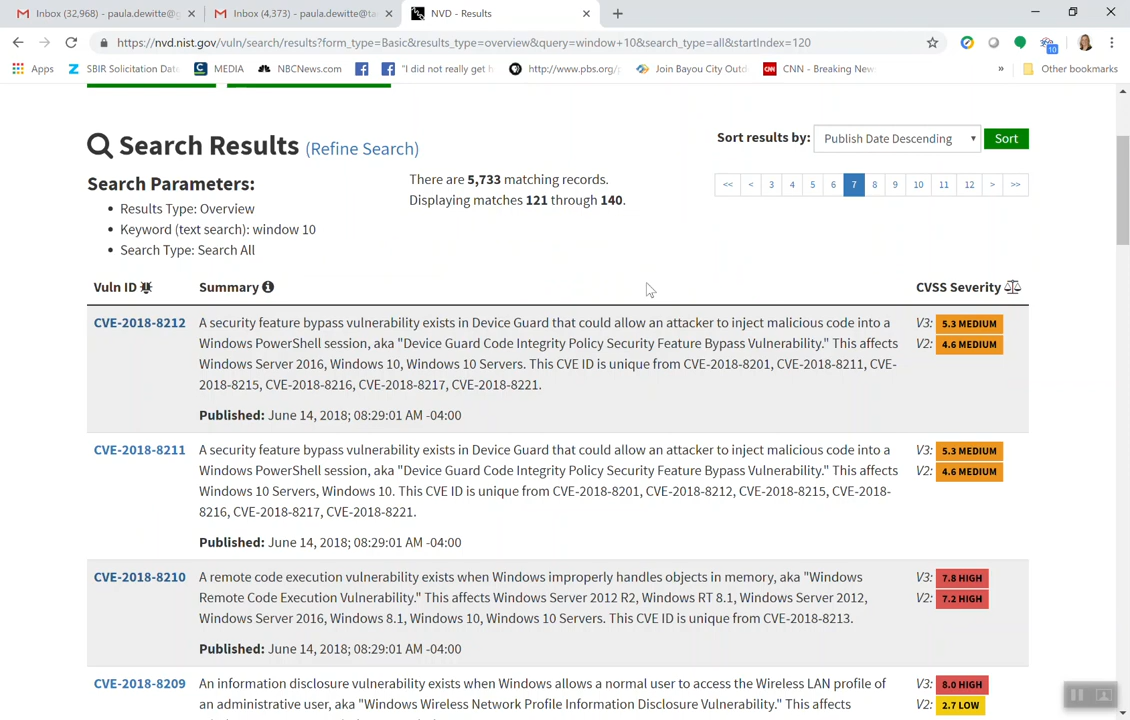 Inbox (32,968) - paula.dewitte@g
Inbox (4,373) - paula.dewitte@ta
NVD - Results
https://nvd.nist.gov/vuln/search/results?form_type=Basic&results_type=overview&query=window+10&search_type=all&startIndex=120
10
Apps
SBIR Solicitation Dat
MEDIA
NBCNews.com
"I did not really get h
http://www.pbs.org/
Join Bayou City Outd
CNN - Breaking New
»
Other bookmarks
Search Results (Refine Search)
Sort results by:
Publish Date Descending
Sort
Search Parameters:
Results Type: Overview
Keyword (text search): window 10
Search Type: Search All
There are 5,733 matching records.
Displaying matches 121 through 140.
<< < 3 4 5 6 7 8 9 10 11 12 > >>
Vuln ID
Summary
CVSS Severity
CVE-2018-8212
A security feature bypass vulnerability exists in Device Guard that could allow an attacker to inject malicious code into a
Windows PowerShell session, aka "Device Guard Code Integrity Policy Security Feature Bypass Vulnerability." This affects
Windows Server 2016, Windows 10, Windows 10 Servers. This CVE ID is unique from CVE-2018-8201, CVE-2018-8211, CVE-
2018-8215, CVE-2018-8216, CVE-2018-8217, CVE-2018-8221.
Published: June 14, 2018; 08:29:01 AM -04:00
V3: 5.3 MEDIUM
V2: 4.6 MEDIUM
CVE-2018-8211
A security feature bypass vulnerability exists in Device Guard that could allow an attacker to inject malicious code into a
Windows PowerShell session, aka "Device Guard Code Integrity Policy Security Feature Bypass Vulnerability." This affects
Windows 10 Servers, Windows 10. This CVE ID is unique from CVE-2018-8201, CVE-2018-8212, CVE-2018-8215, CVE-2018-
8216, CVE-2018-8217, CVE-2018-8221.
Published: June 14, 2018; 08:29:01 AM -04:00
V3: 5.3 MEDIUM
V2: 4.6 MEDIUM
CVE-2018-8210
A remote code execution vulnerability exists when Windows improperly handles objects in memory, aka "Windows
Remote Code Execution Vulnerability." This affects Windows Server 2012 R2, Windows RT 8.1, Windows Server 2012,
Windows Server 2016, Windows 8.1, Windows 10, Windows 10 Servers. This CVE ID is unique from CVE-2018-8213.
Published: June 14, 2018; 08:29:01 AM -04:00
V3: 7.8 HIGH
V2: 7.2 HIGH
CVE-2018-8209
An information disclosure vulnerability exists when Windows allows a normal user to access the Wireless LAN profile of
an administrative user, aka "Windows Wireless Network Profile Information Disclosure Vulnerability." This affects
V3: 8.0 HIGH
V2: 2.7 LOW